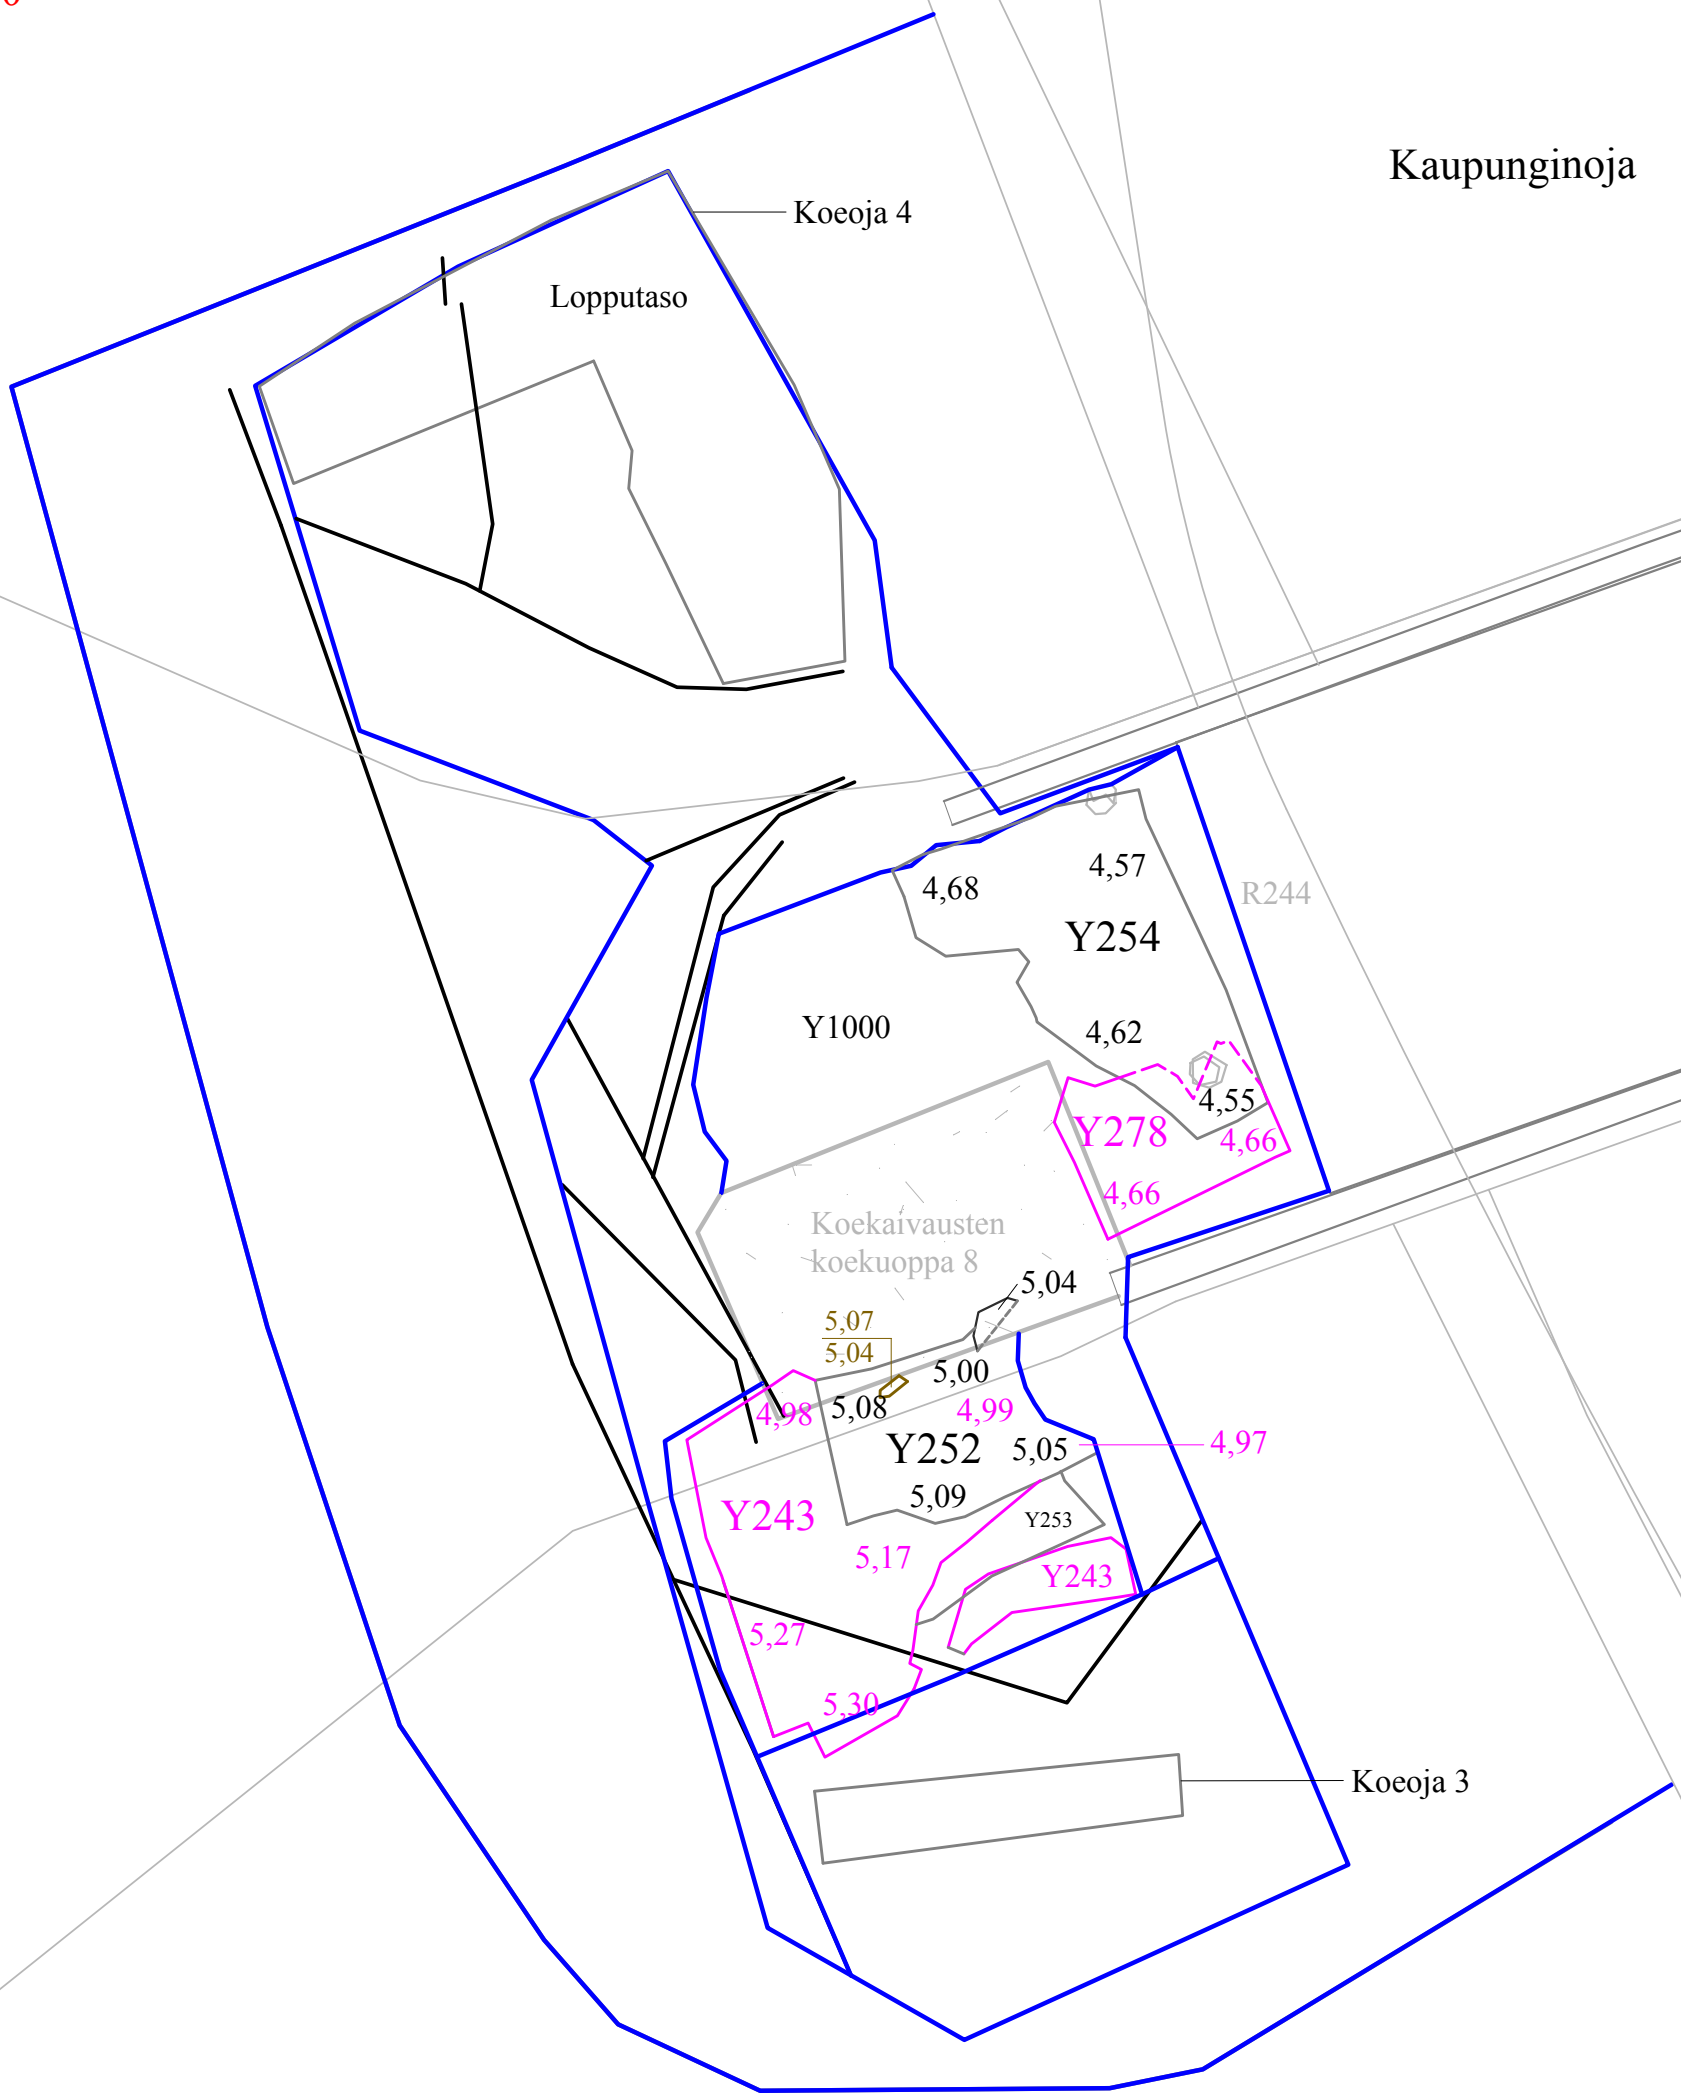 Kaupunginoja
Koeoja 4
Lopputaso
4,57
4,68
R244
Y254
Y1000
4,62
4,55
Y278
4,66
4,66
Koekaivausten
koekuoppa 8
5,04
5,07
5,04
5,00
5,08
4,98
4,99
Y252
5,05
4,97
5,09
Y243
Y253
5,17
Y243
5,27
5,30
Koeoja 3